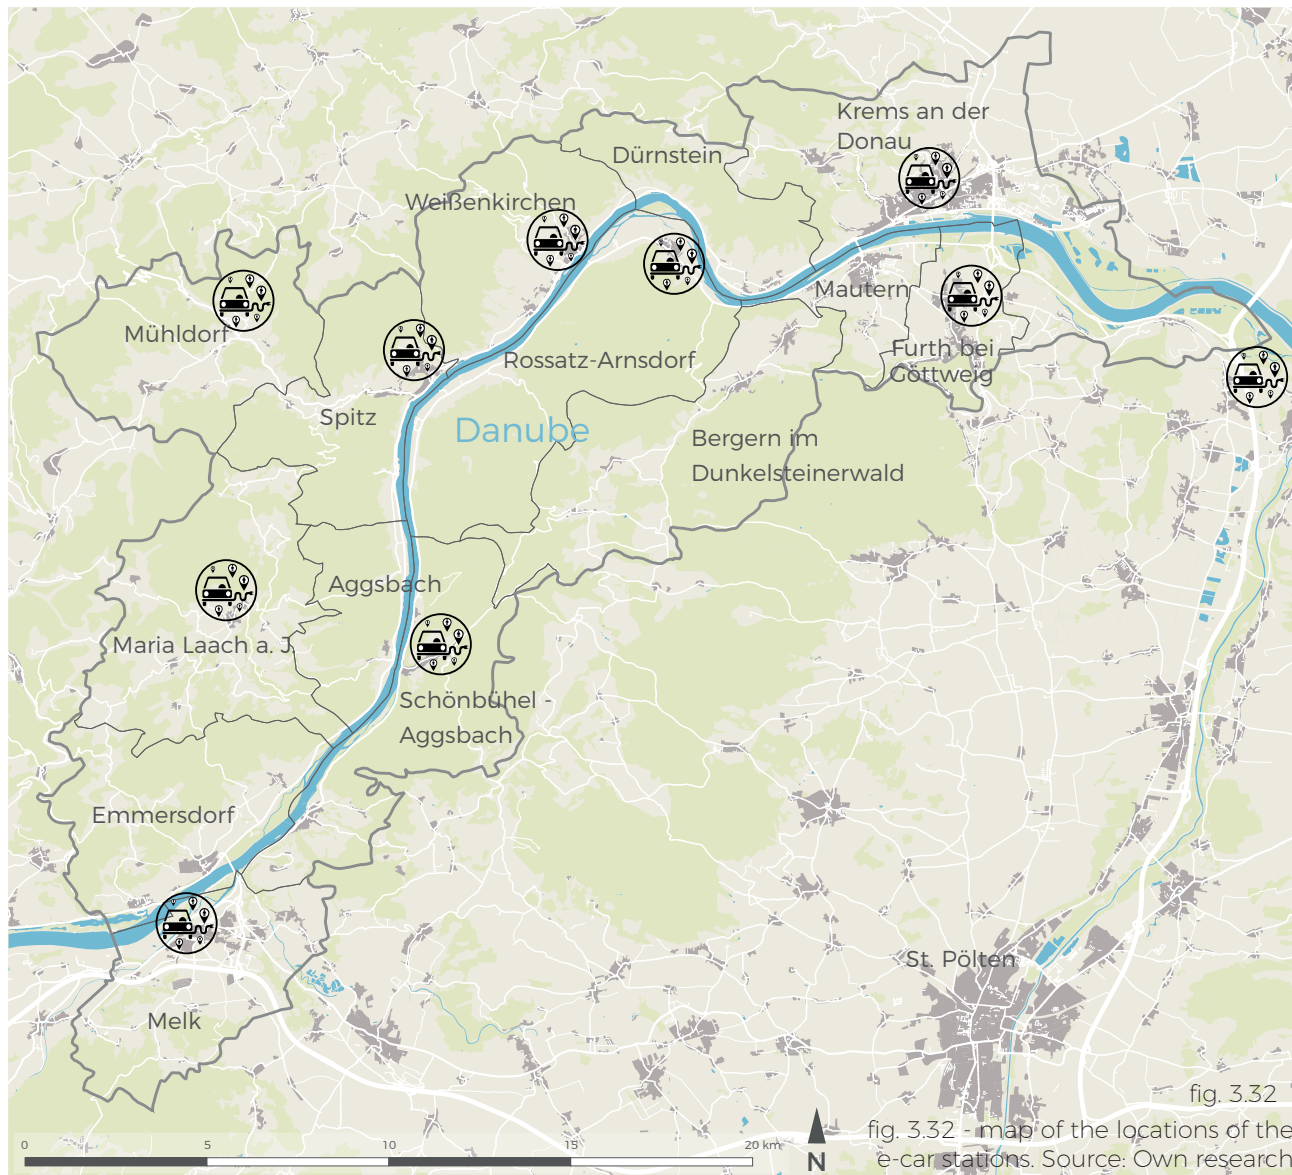 Krems an der
Donau
Dürnstein
Weißenkirchen
Mautern
Mühldorf
Rossatz-Arnsdorf
Furth bei
Göttweig
Spitz
Danube
Bergern im
Dunkelsteinerwald
Aggsbach
Maria Laach a. J.
Schönbühel -
Aggsbach
Emmersdorf
St. Pölten
Melk
fig. 3.32
fig. 3.32 - map of the locations of the
e-car stations. Source: Own research
0 5 10 15 20 km
N